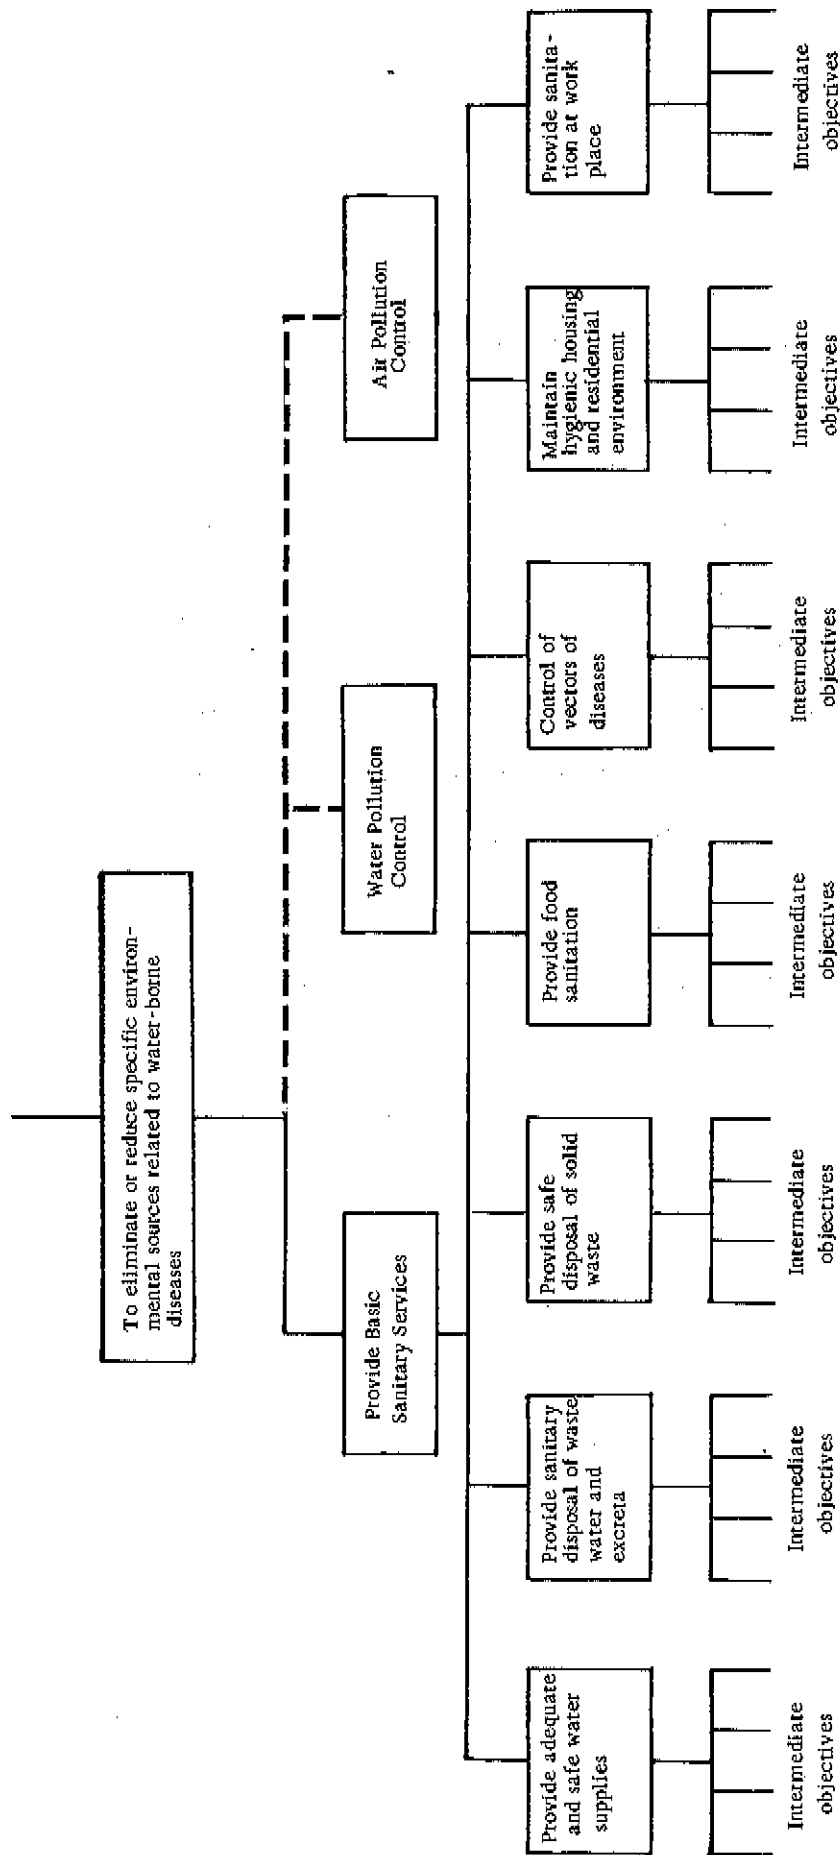 To eliminate or reduce specific environ-
mental sources related to water-borne
diseases
Provide Basic
Sanitary Services
Water Pollution
Control
Air Pollution
Control
Provide adequate
and safe water
supplies
Provide sanitary
disposal of waste
water and
excreta
Provide safe
disposal of solid
waste
Provide food
sanitation
Control of
vectors of
diseases
Maintain
hygienic housing
and residential
environment
Provide sanita-
tion at work
place
Intermediate
objectives
Intermediate
objectives
Intermediate
objectives
Intermediate
objectives
Intermediate
objectives
Intermediate
objectives
Intermediate
objectives